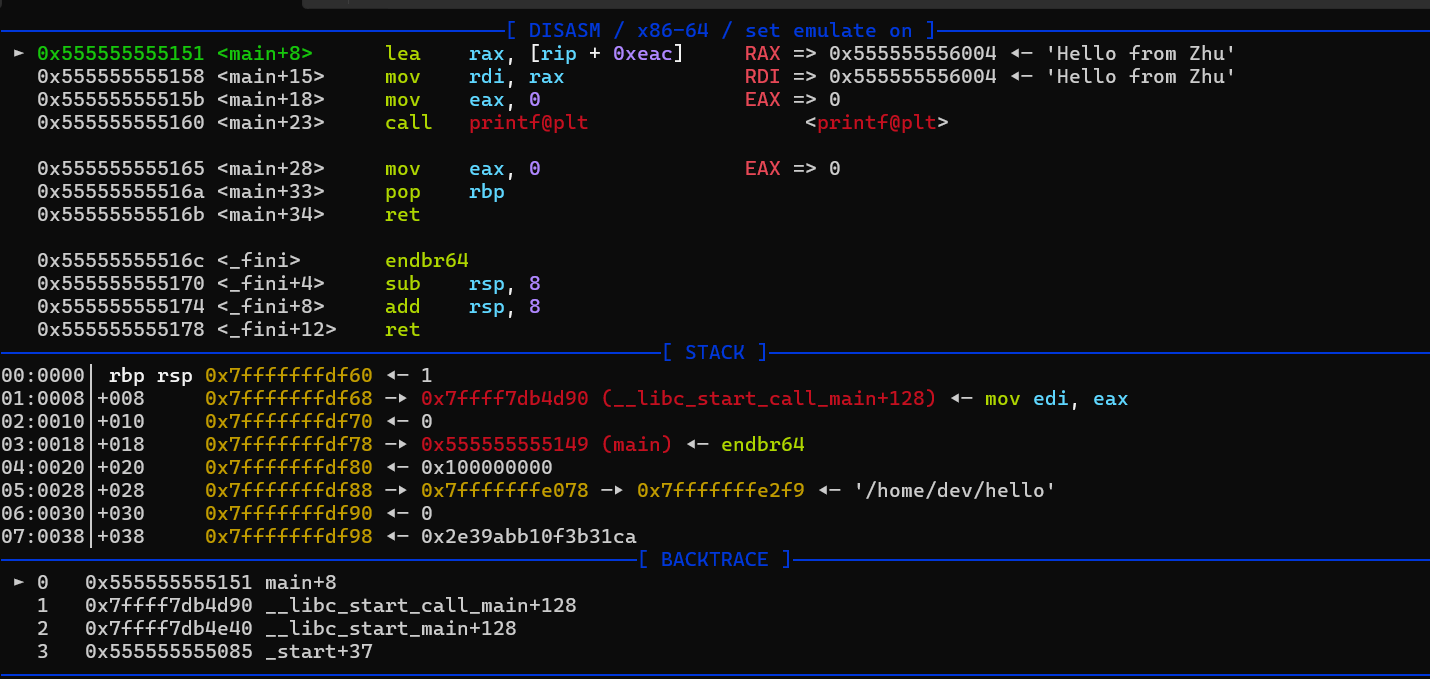 [ DISASM / x86-64 / set emulate on ]
► 0x555555555151 <main+8> lea rax, [rip + 0xeac] RAX => 0x555555556004 ◂— 'Hello from Zhu'
0x555555555158 <main+15> mov rdi, rax RDI => 0x555555556004 ◂— 'Hello from Zhu'
0x55555555515b <main+18> mov eax, 0 EAX => 0
0x555555555160 <main+23> call printf@plt <printf@plt>
0x555555555165 <main+28> mov eax, 0 EAX => 0
0x55555555516a <main+33> pop rbp
0x55555555516b <main+34> ret
0x55555555516c <_fini> endbr64
0x555555555170 <_fini+4> sub rsp, 8
0x555555555174 <_fini+8> add rsp, 8
0x555555555178 <_fini+12> ret
[ STACK ]
00:0000│ rbp rsp 0x7fffffffdf60 ◂— 1
01:0008│+008 0x7fffffffdf68 —▸ 0x7ffff7db4d90 (__libc_start_call_main+128) ◂— mov edi, eax
02:0010│+010 0x7fffffffdf70 ◂— 0
03:0018│+018 0x7fffffffdf78 —▸ 0x555555555149 (main) ◂— endbr64
04:0020│+020 0x7fffffffdf80 ◂— 0x100000000
05:0028│+028 0x7fffffffdf88 —▸ 0x7fffffffe078 —▸ 0x7fffffffe2f9 ◂— '/home/dev/hello'
06:0030│+030 0x7fffffffdf90 ◂— 0
07:0038│+038 0x7fffffffdf98 ◂— 0x2e39abb10f3b31ca
[ BACKTRACE ]
► 0 0x555555555151 main+8
1 0x7ffff7db4d90 __libc_start_call_main+128
2 0x7ffff7db4e40 __libc_start_main+128
3 0x555555555085 _start+37